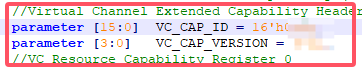 //Virtual Channel Extended Capability Header
parameter [15:0] VC_CAP_ID = 16'h0
parameter [3:0] VC_CAP_VERSION =
//VC Resource Capability Register 0